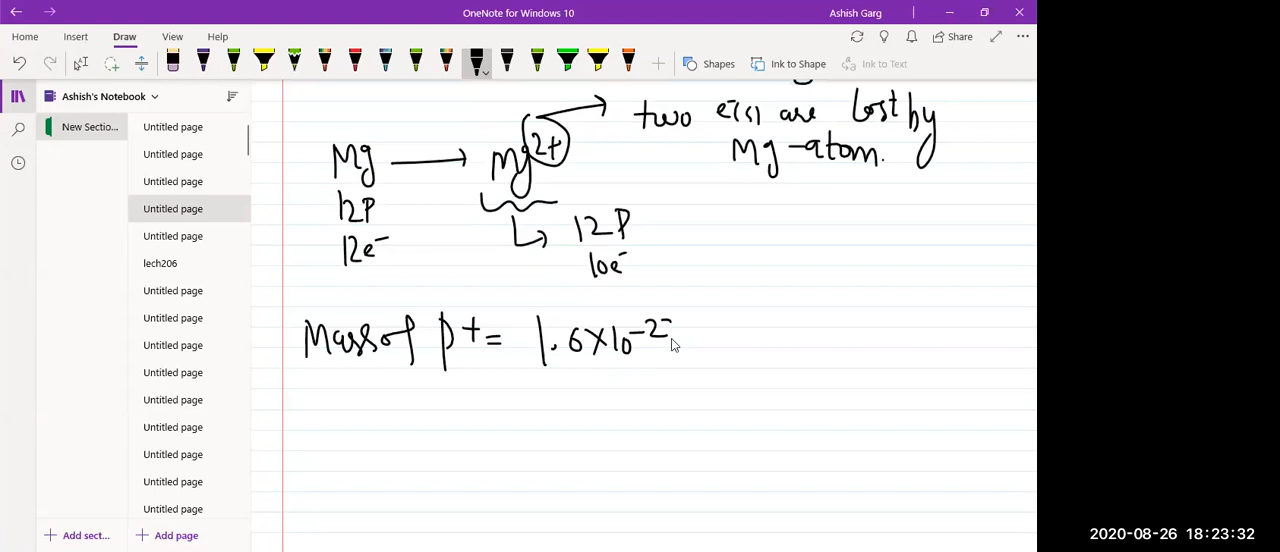 OneNote for Windows 10
Ashish Garg
Home Insert Draw View Help
Share
Shapes Ink to Shape Ink to Text
Ashish's Notebook
New Sectio...
Untitled page
Untitled page
Untitled page
Untitled page
Untitled page
lech206
Untitled page
Untitled page
Untitled page
Untitled page
Untitled page
Untitled page
Untitled page
Untitled page
Untitled page
Add sect...
Add page
two e(s) are lost by
Mg-atom.
Mg → Mg2+
12P
12e-
12P
10e-
Mass of p+ = 1.6×10-2
2020-08-26 18:23:32